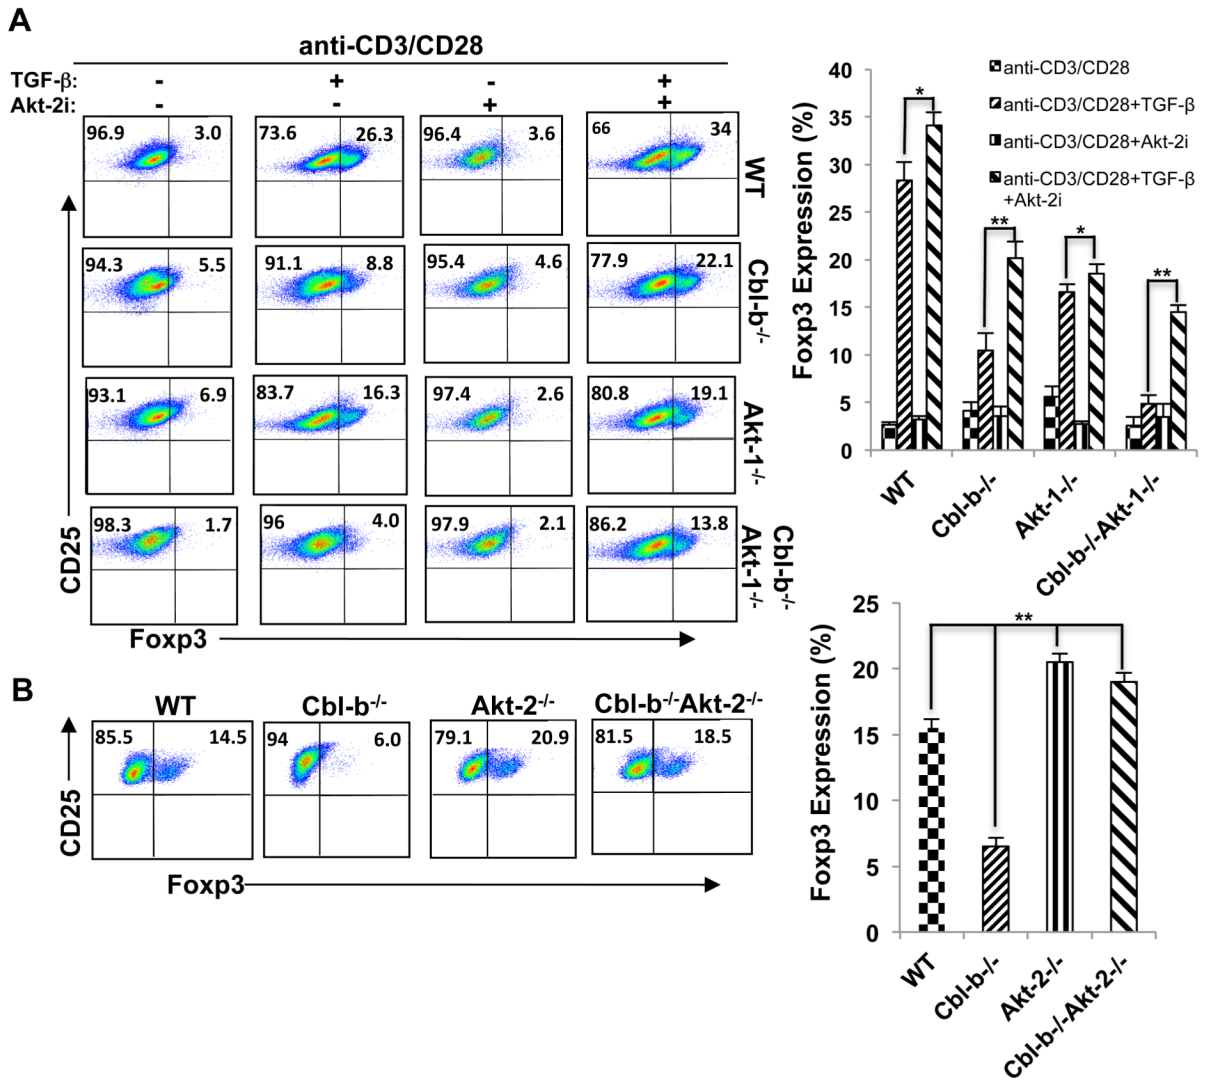 A
anti-CD3/CD28
TGF-β: - + - +
Akt-2i: - - + +
96.9 3.0 73.6 26.3 96.4 3.6 66 34
WT
94.3 5.5 91.1 8.8 95.4 4.6 77.9 22.1
Cbl-b-/-
93.1 6.9 83.7 16.3 97.4 2.6 80.8 19.1
Akt-1-/-
98.3 1.7 96 4.0 97.9 2.1 86.2 13.8
Cbl-b-/-
Akt-1-/-
CD25
Foxp3
Foxp3 Expression (%)
40
35
30
25
20
15
10
5
0
anti-CD3/CD28
anti-CD3/CD28+TGF-β
anti-CD3/CD28+Akt-2i
anti-CD3/CD28+TGF-β
+Akt-2i
* ** * **
WT
Cbl-b-/-
Akt-1-/-
Cbl-b-/-Akt-1-/-
B
WT Cbl-b-/- Akt-2-/- Cbl-b-/-Akt-2-/-
85.5 14.5 94 6.0 79.1 20.9 81.5 18.5
CD25
Foxp3
Foxp3 Expression (%)
25
20
15
10
5
0
**
WT
Cbl-b-/-
Akt-2-/-
Cbl-b-/-Akt-2-/-